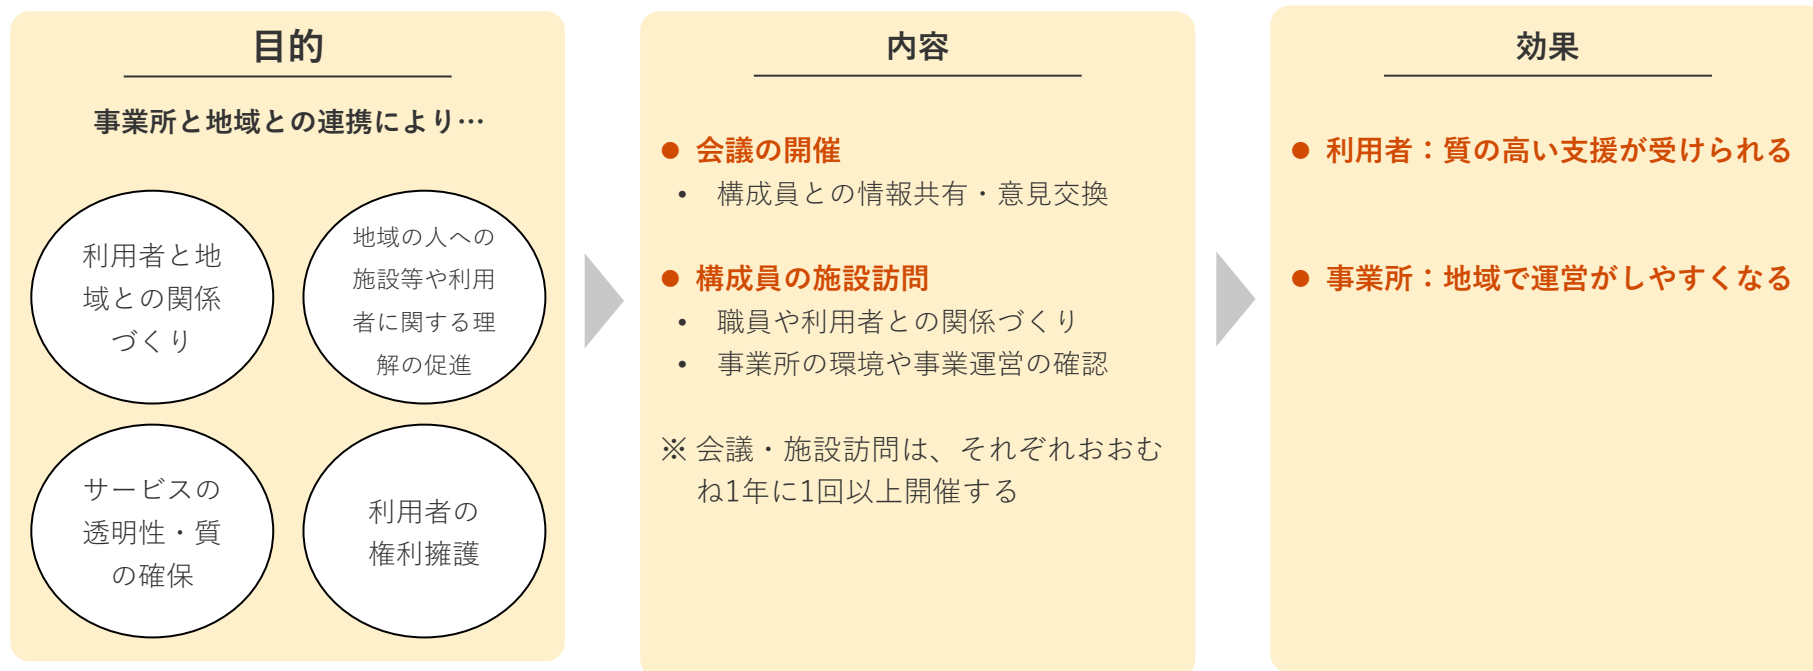 目的
事業所と地域との連携により…
利用者と地
域との関係
づくり
地域の人への
施設等や利用
者に関する理
解の促進
サービスの
透明性・質
の確保
利用者の
権利擁護
内容
● 会議の開催
• 構成員との情報共有・意見交換
● 構成員の施設訪問
• 職員や利用者との関係づくり
• 事業所の環境や事業運営の確認
※ 会議・施設訪問は、それぞれおおむ
ね1年に1回以上開催する
効果
● 利用者：質の高い支援が受けられる
● 事業所：地域で運営がしやすくなる